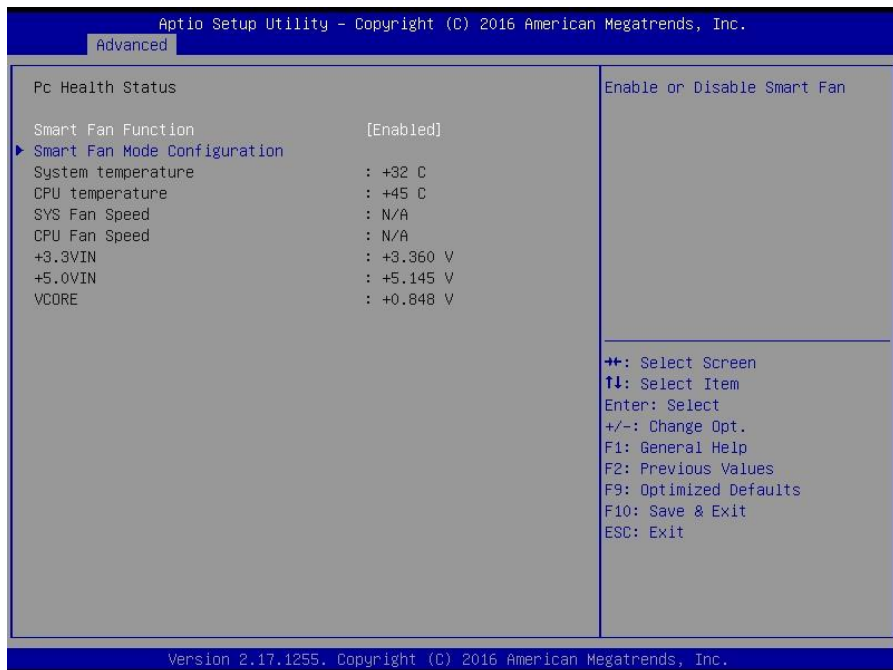 Aptio Setup Utility – Copyright (C) 2016 American Megatrends, Inc.
Advanced
Pc Health Status
Smart Fan Function [Enabled]
Smart Fan Mode Configuration
System temperature : +32 C
CPU temperature : +45 C
SYS Fan Speed : N/A
CPU Fan Speed : N/A
+3.3VIN : +3.360 V
+5.0VIN : +5.145 V
VCORE : +0.848 V
Enable or Disable Smart Fan
→←: Select Screen
↑↓: Select Item
Enter: Select
+/-: Change Opt.
F1: General Help
F2: Previous Values
F9: Optimized Defaults
F10: Save & Exit
ESC: Exit
Version 2.17.1255. Copyright (C) 2016 American Megatrends, Inc.